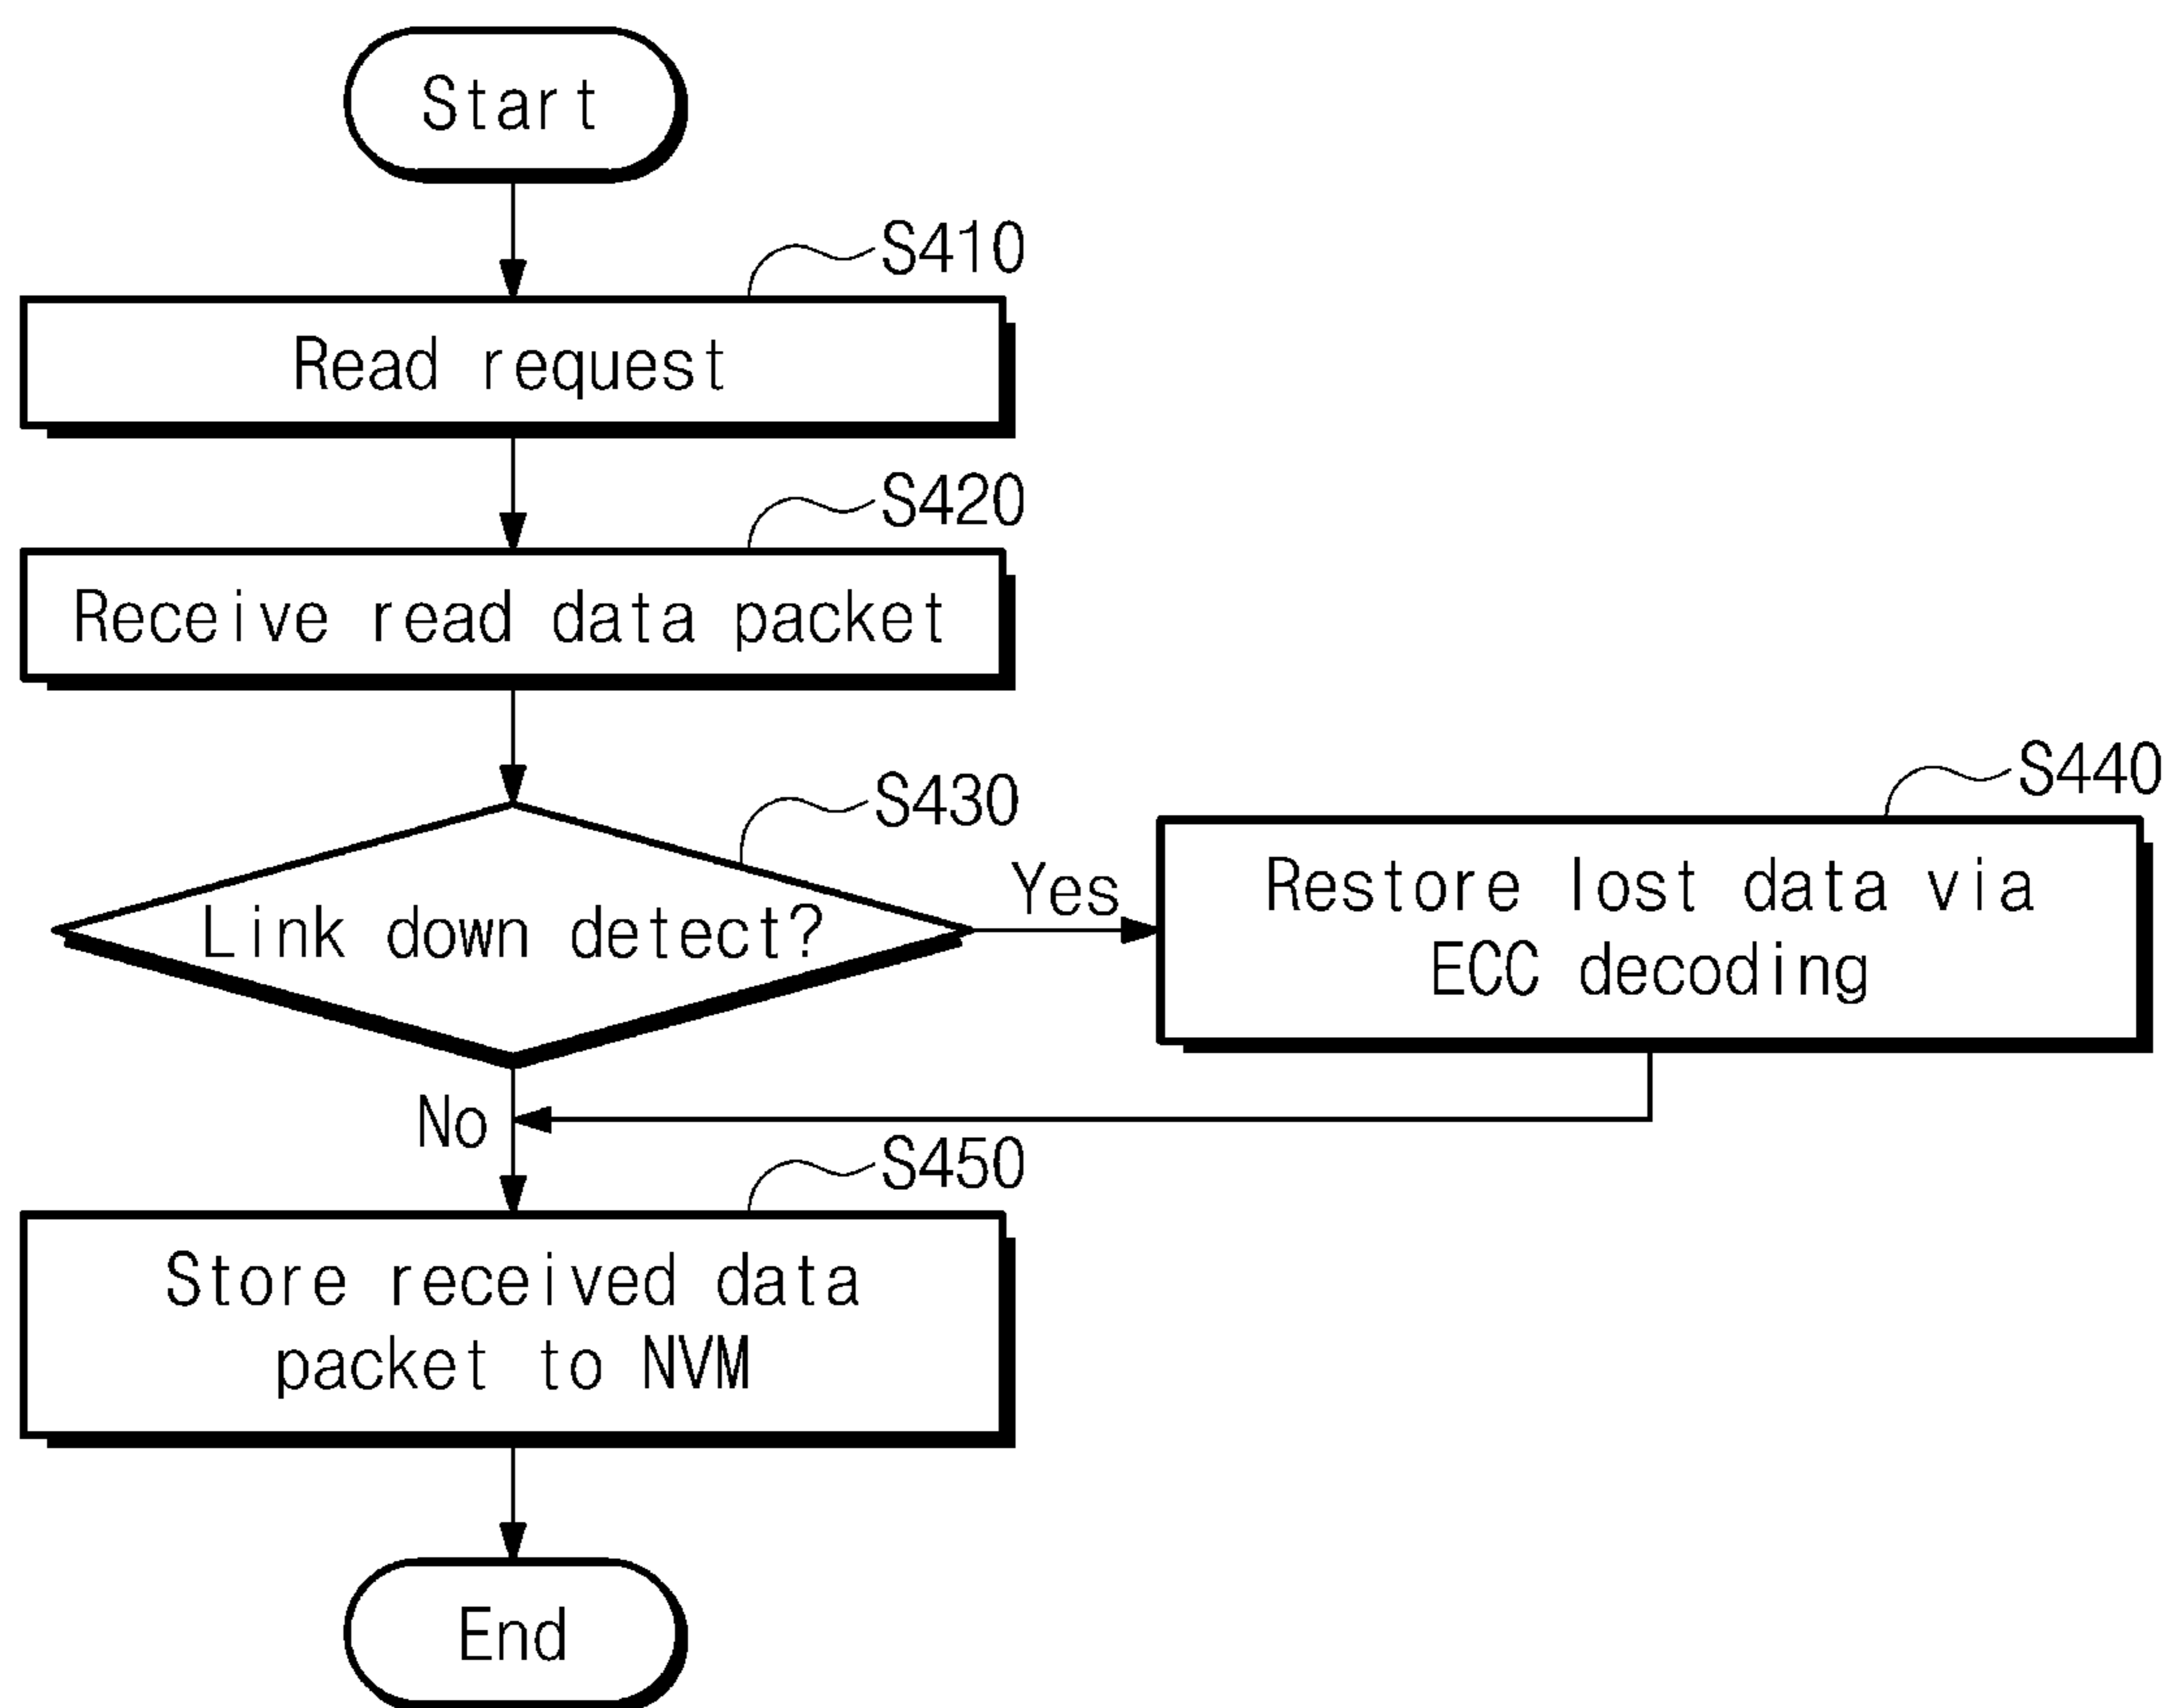 Start
S410
Read request
S420
Receive read data packet
S430
Link down detect?
Yes
S440
Restore lost data via
ECC decoding
No
S450
Store received data
packet to NVM
End